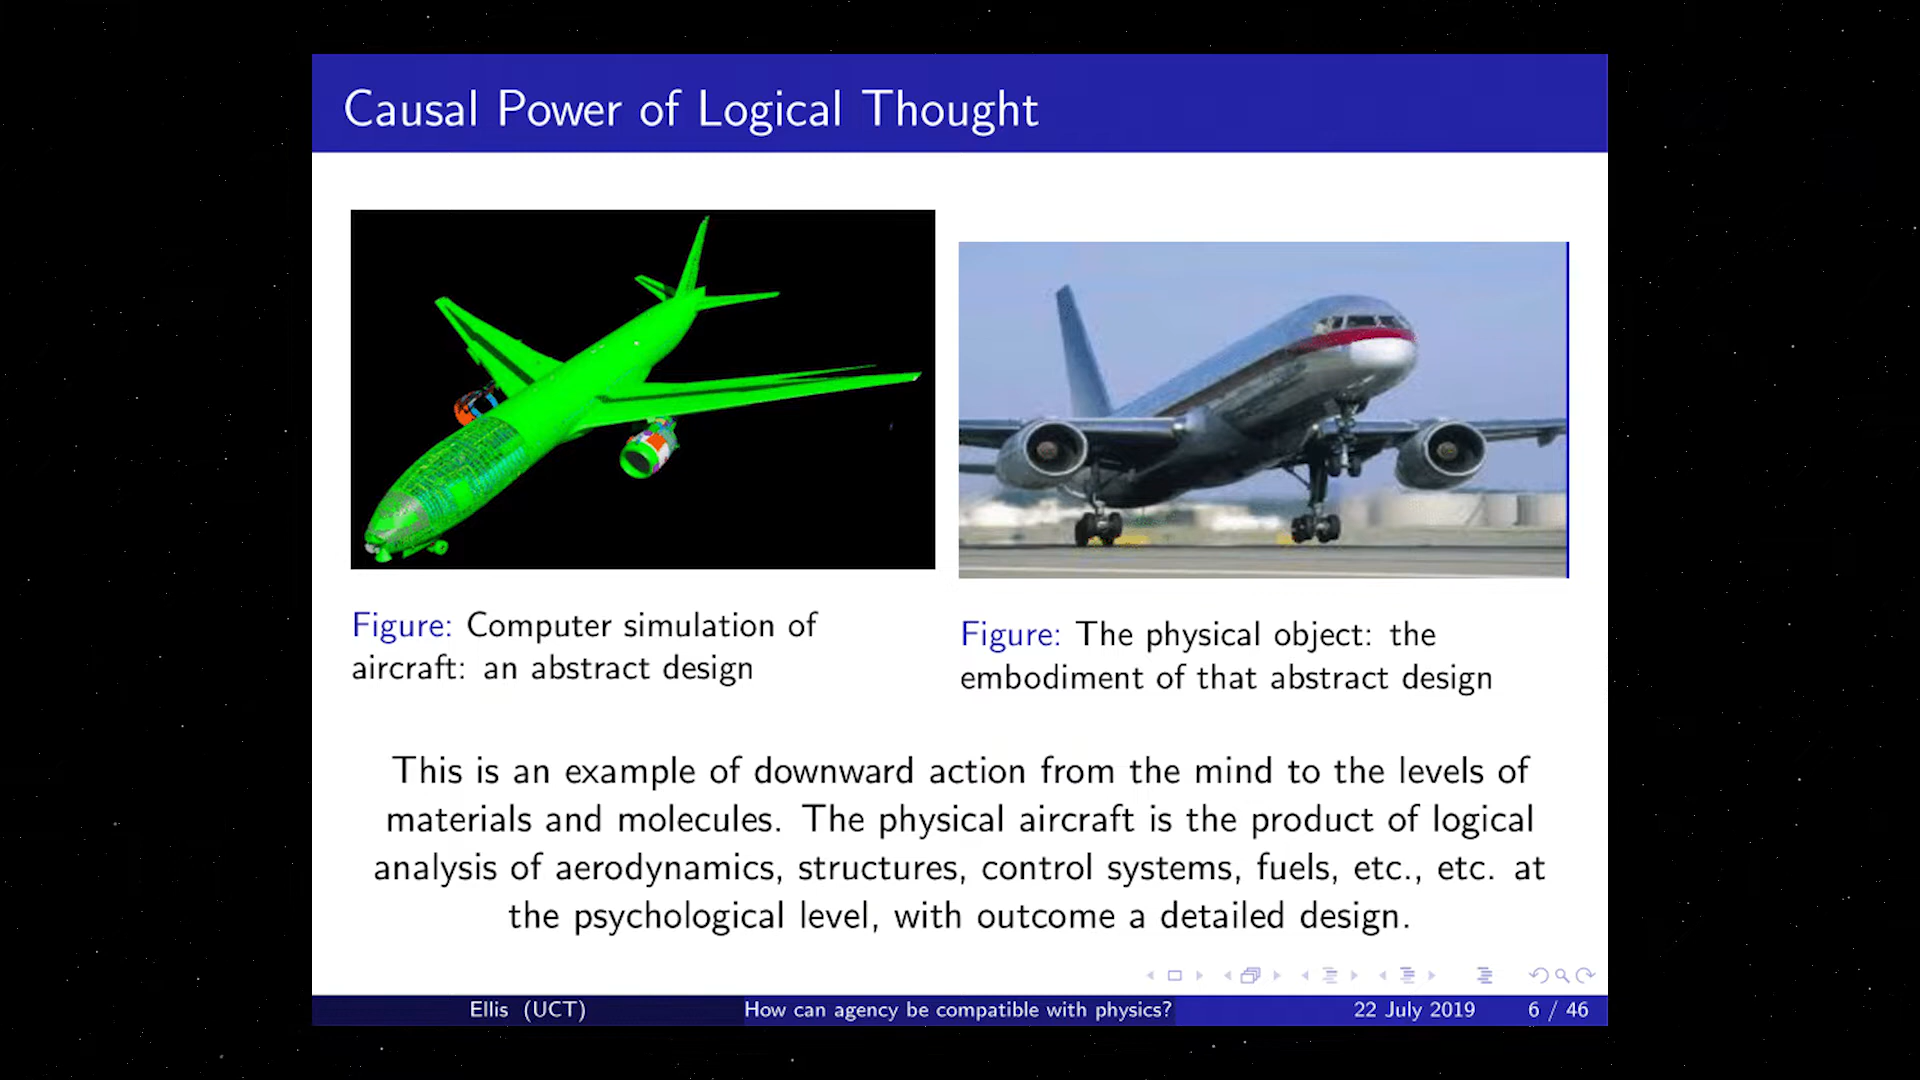 Causal Power of Logical Thought
Figure: Computer simulation of
aircraft: an abstract design
Figure: The physical object: the
embodiment of that abstract design
This is an example of downward action from the mind to the levels of
materials and molecules. The physical aircraft is the product of logical
analysis of aerodynamics, structures, control systems, fuels, etc., etc. at
the psychological level, with outcome a detailed design.
Ellis (UCT) How can agency be compatible with physics? 22 July 2019 6 / 46